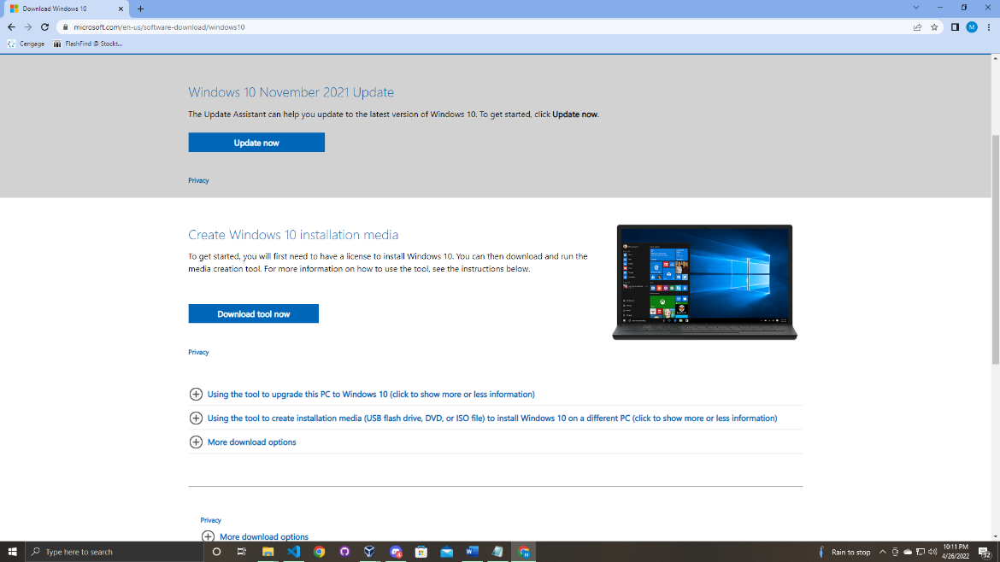 Download Windows 10
microsoft.com/en-us/software-download/windows10
M
Cengage
FlashFind @ Stockt...
Windows 10 November 2021 Update
The Update Assistant can help you update to the latest version of Windows 10. To get started, click Update now.
Update now
Privacy
Create Windows 10 installation media
To get started, you will first need to have a license to install Windows 10. You can then download and run the
media creation tool. For more information on how to use the tool, see the instructions below.
Download tool now
Privacy
Using the tool to upgrade this PC to Windows 10 (click to show more or less information)
Using the tool to create installation media (USB flash drive, DVD, or ISO file) to install Windows 10 on a different PC (click to show more or less information)
More download options
Privacy
More download options
Type here to search
Rain to stop
10:11 PM
4/26/2022
32